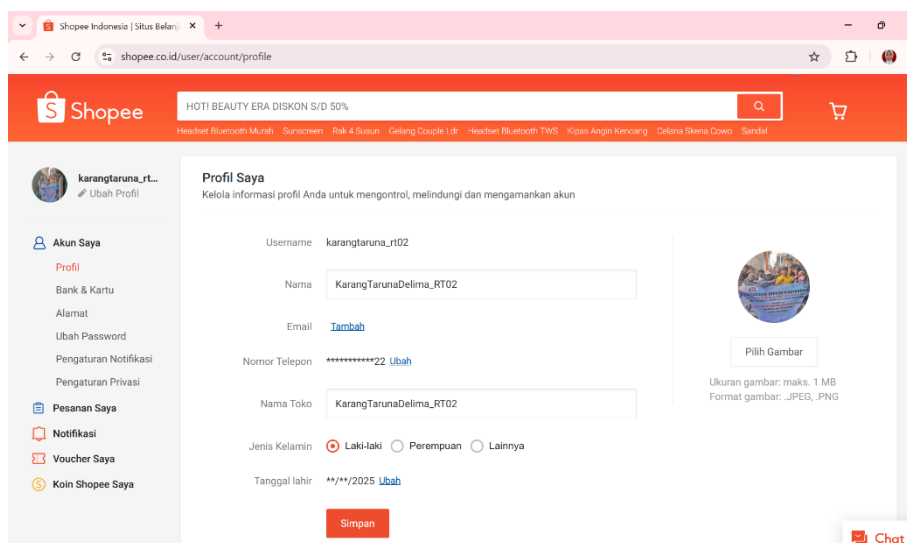 Shopee Indonesia | Situs Belanj
shopee.co.id/user/account/profile
Shopee
HOT! BEAUTY ERA DISKON S/D 50%
Headset Bluetooth Murah Sunscreen Rak 4 Susun Gelang Couple Ldr Headset Bluetooth TWS Kipas Angin Kencang Celana Skena Cowo Sandal
karangtaruna_rt...
Ubah Profil
Profil Saya
Kelola informasi profil Anda untuk mengontrol, melindungi dan mengamankan akun
Akun Saya
Profil
Bank & Kartu
Alamat
Ubah Password
Pengaturan Notifikasi
Pengaturan Privasi
Pesanan Saya
Notifikasi
Voucher Saya
Koin Shopee Saya
Username karangtaruna_rt02
Nama KarangTarunaDelima_RT02
Email Tambah
Nomor Telepon ***********22 Ubah
Nama Toko KarangTarunaDelima_RT02
Jenis Kelamin Laki-laki Perempuan Lainnya
Tanggal lahir **/**/2025 Ubah
Simpan
Pilih Gambar
Ukuran gambar: maks. 1 MB
Format gambar: .JPEG, .PNG
Chat